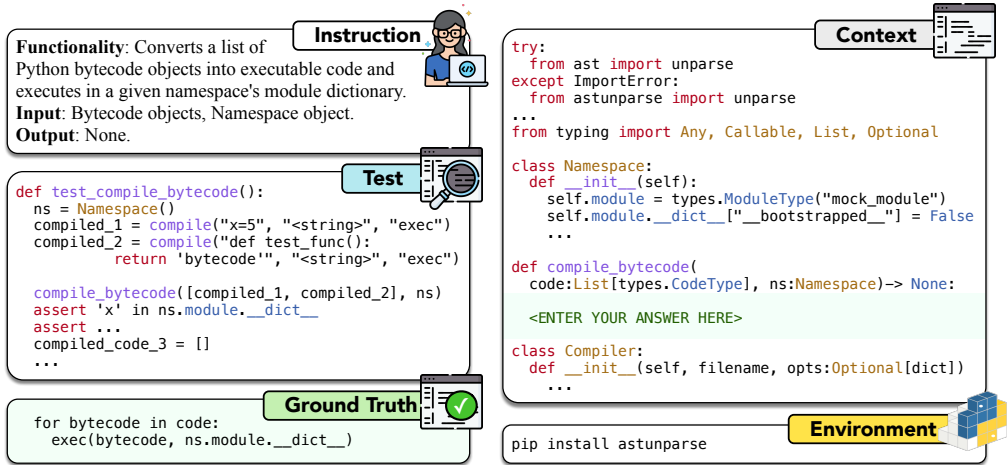 Instruction
Functionality: Converts a list of
Python bytecode objects into executable code and
executes in a given namespace's module dictionary.
Input: Bytecode objects, Namespace object.
Output: None.
Test
def test_compile_bytecode():
  ns = Namespace()
  compiled_1 = compile("x=5", "<string>", "exec")
  compiled_2 = compile("def test_func():
          return 'bytecode'", "<string>", "exec")
  compile_bytecode([compiled_1, compiled_2], ns)
  assert 'x' in ns.module.__dict__
  assert ...
  compiled_code_3 = []
  ...
Ground Truth
  for bytecode in code:
    exec(bytecode, ns.module.__dict__)
Context
try:
  from ast import unparse
except ImportError:
  from astunparse import unparse
...
from typing import Any, Callable, List, Optional
class Namespace:
  def __init__(self):
    self.module = types.ModuleType("mock_module")
    self.module.__dict__["__bootstrapped__"] = False
    ...
def compile_bytecode(
  code:List[types.CodeType], ns:Namespace)-> None:
  <ENTER YOUR ANSWER HERE>
class Compiler:
  def __init__(self, filename, opts:Optional[dict])
    ...
Environment
pip install astunparse